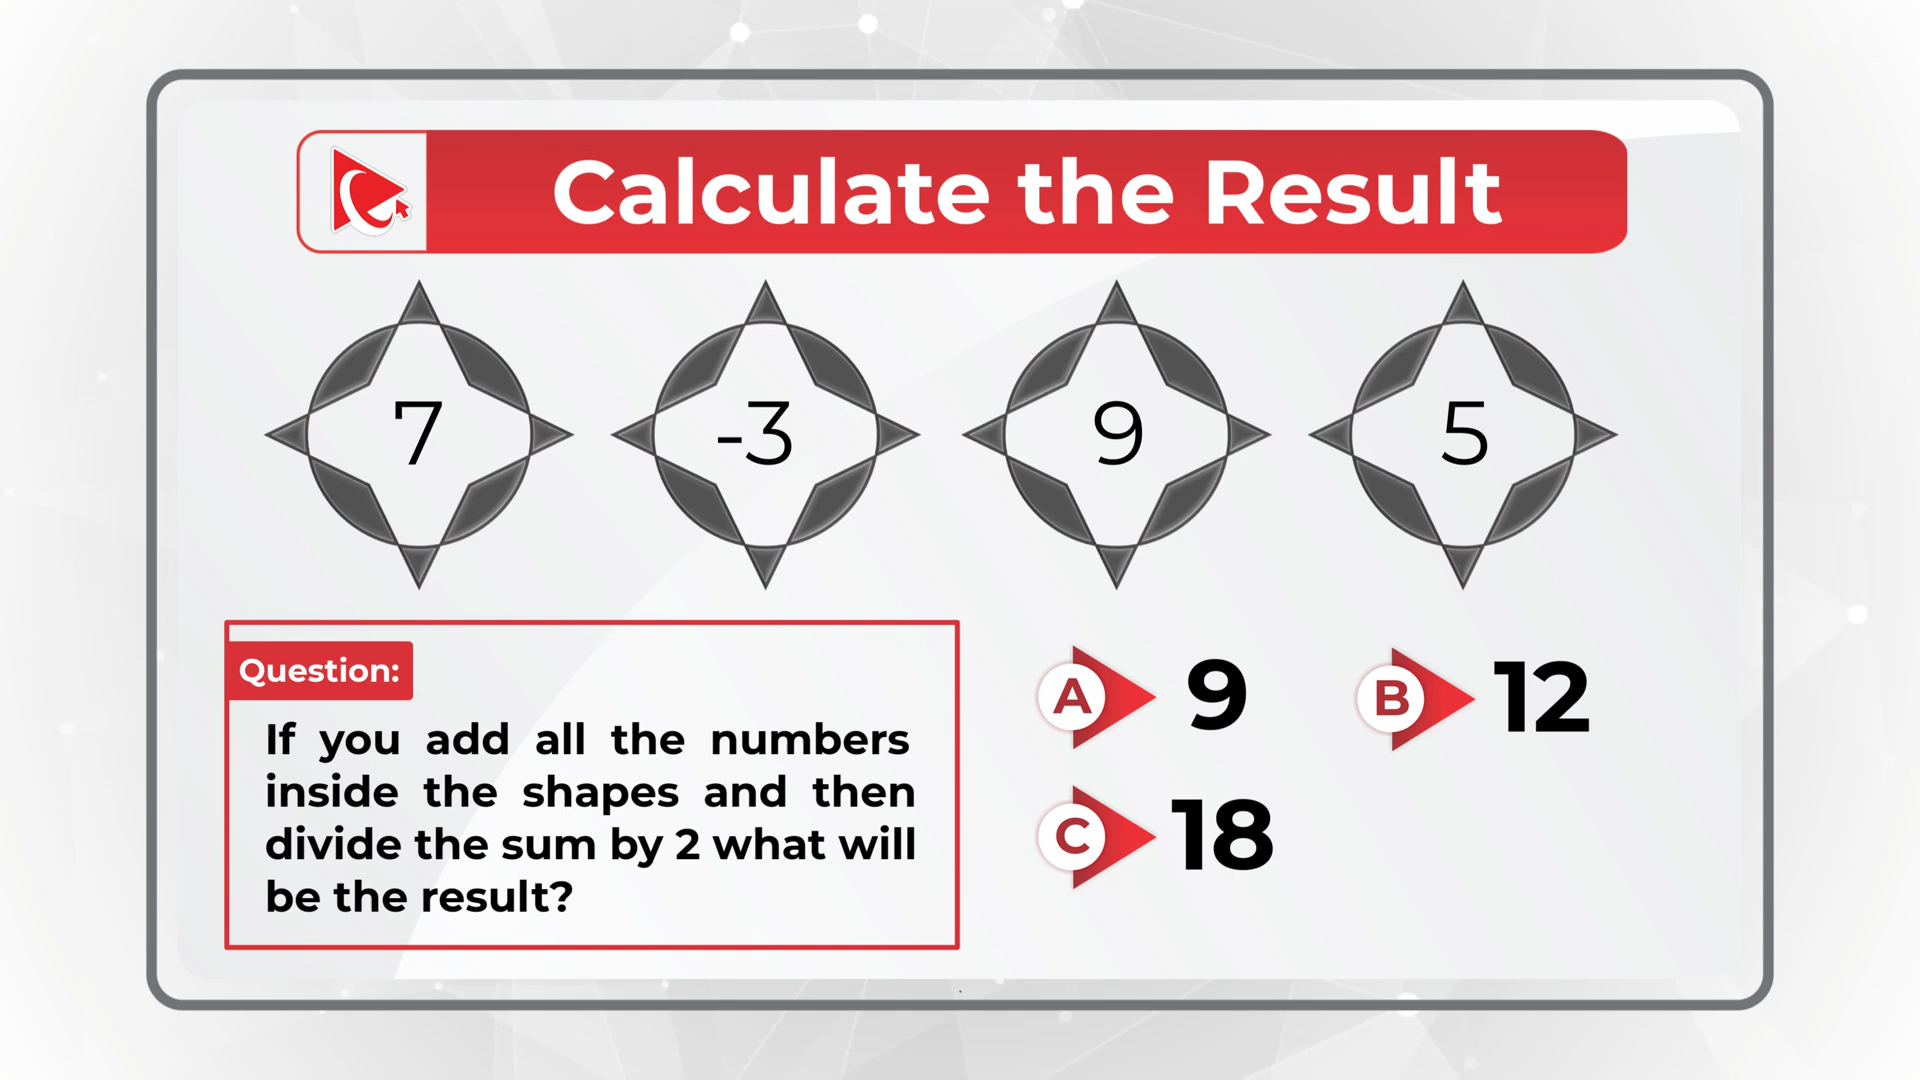 Calculate the Result
7 -3 9 5
Question:
If you add all the numbers
inside the shapes and then
divide the sum by 2 what will
be the result?
A 9 B 12
C 18